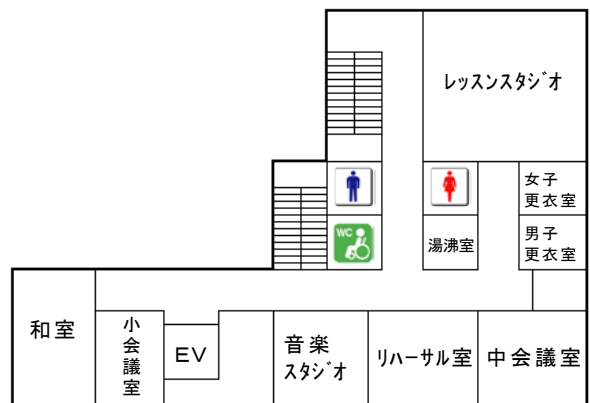 レッスンスタジオ
女子
更衣室
WC
湯沸室
男子
更衣室
和室
小会議室
EV
音楽
スタジオ
リハーサル室
中会議室